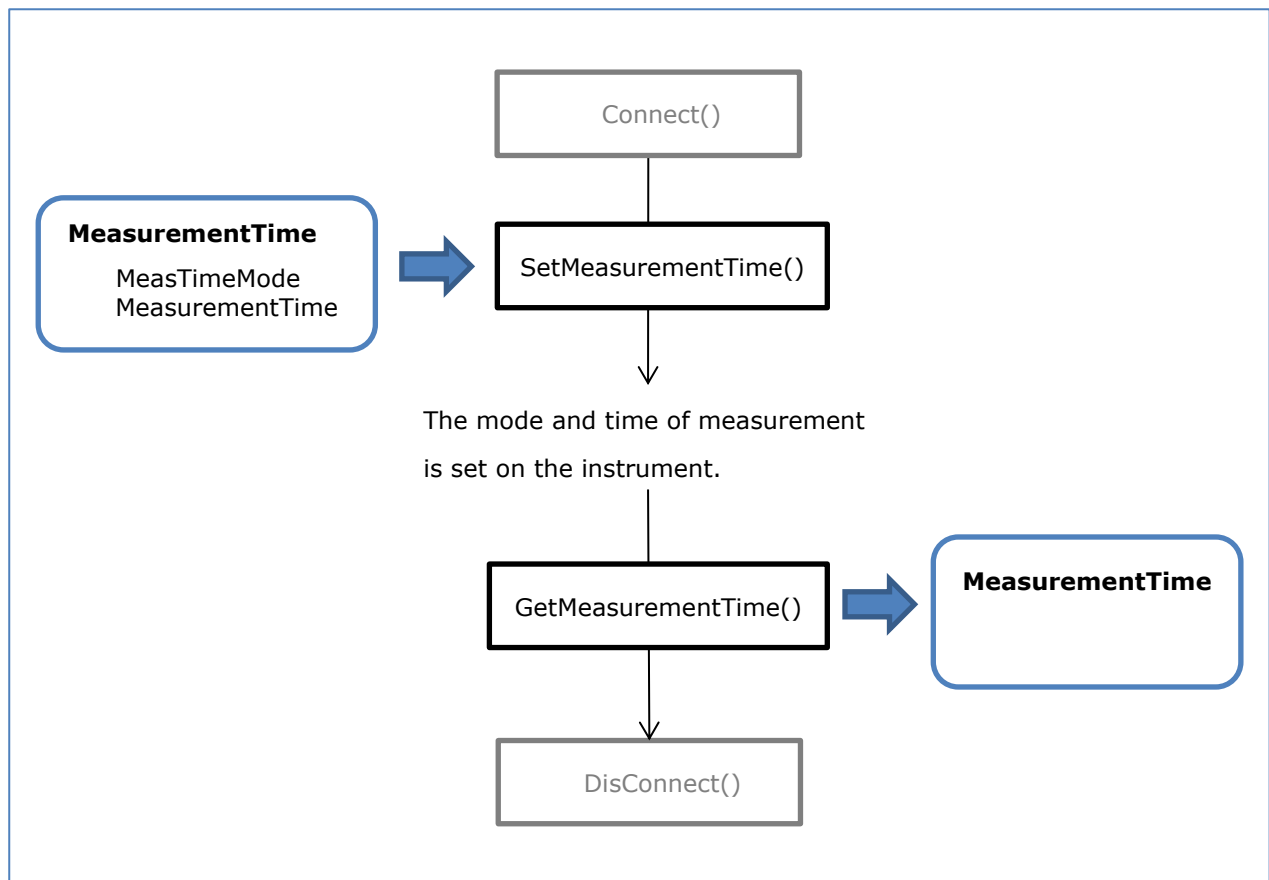 Connect()
MeasurementTime
MeasTimeMode
MeasurementTime
SetMeasurementTime()
The mode and time of measurement
is set on the instrument.
GetMeasurementTime()
MeasurementTime
DisConnect()